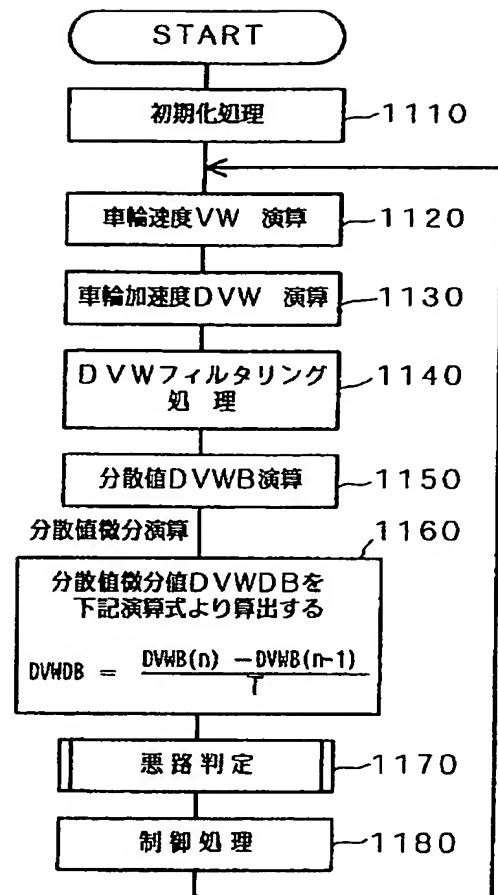 START
初期化処理
1110
車輪速度VW 演算
1120
車輪加速度DVW 演算
1130
DVWフィルタリング
処 理
1140
分散値DVWB演算
1150
分散値微分演算
1160
分散値微分値DVWDBを
下記演算式より算出する
DVWDB = DVWB(n) -DVWB(n-1)
T
悪路判定
1170
制御処理
1180